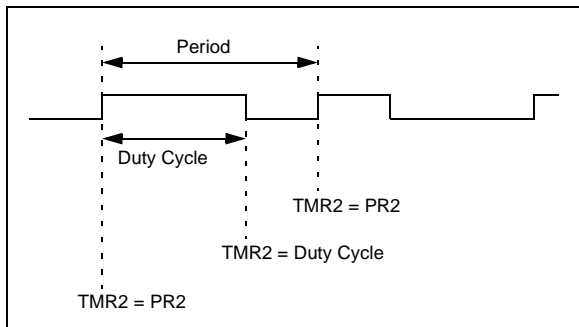 Period
Duty Cycle
TMR2 = PR2
TMR2 = Duty Cycle
TMR2 = PR2